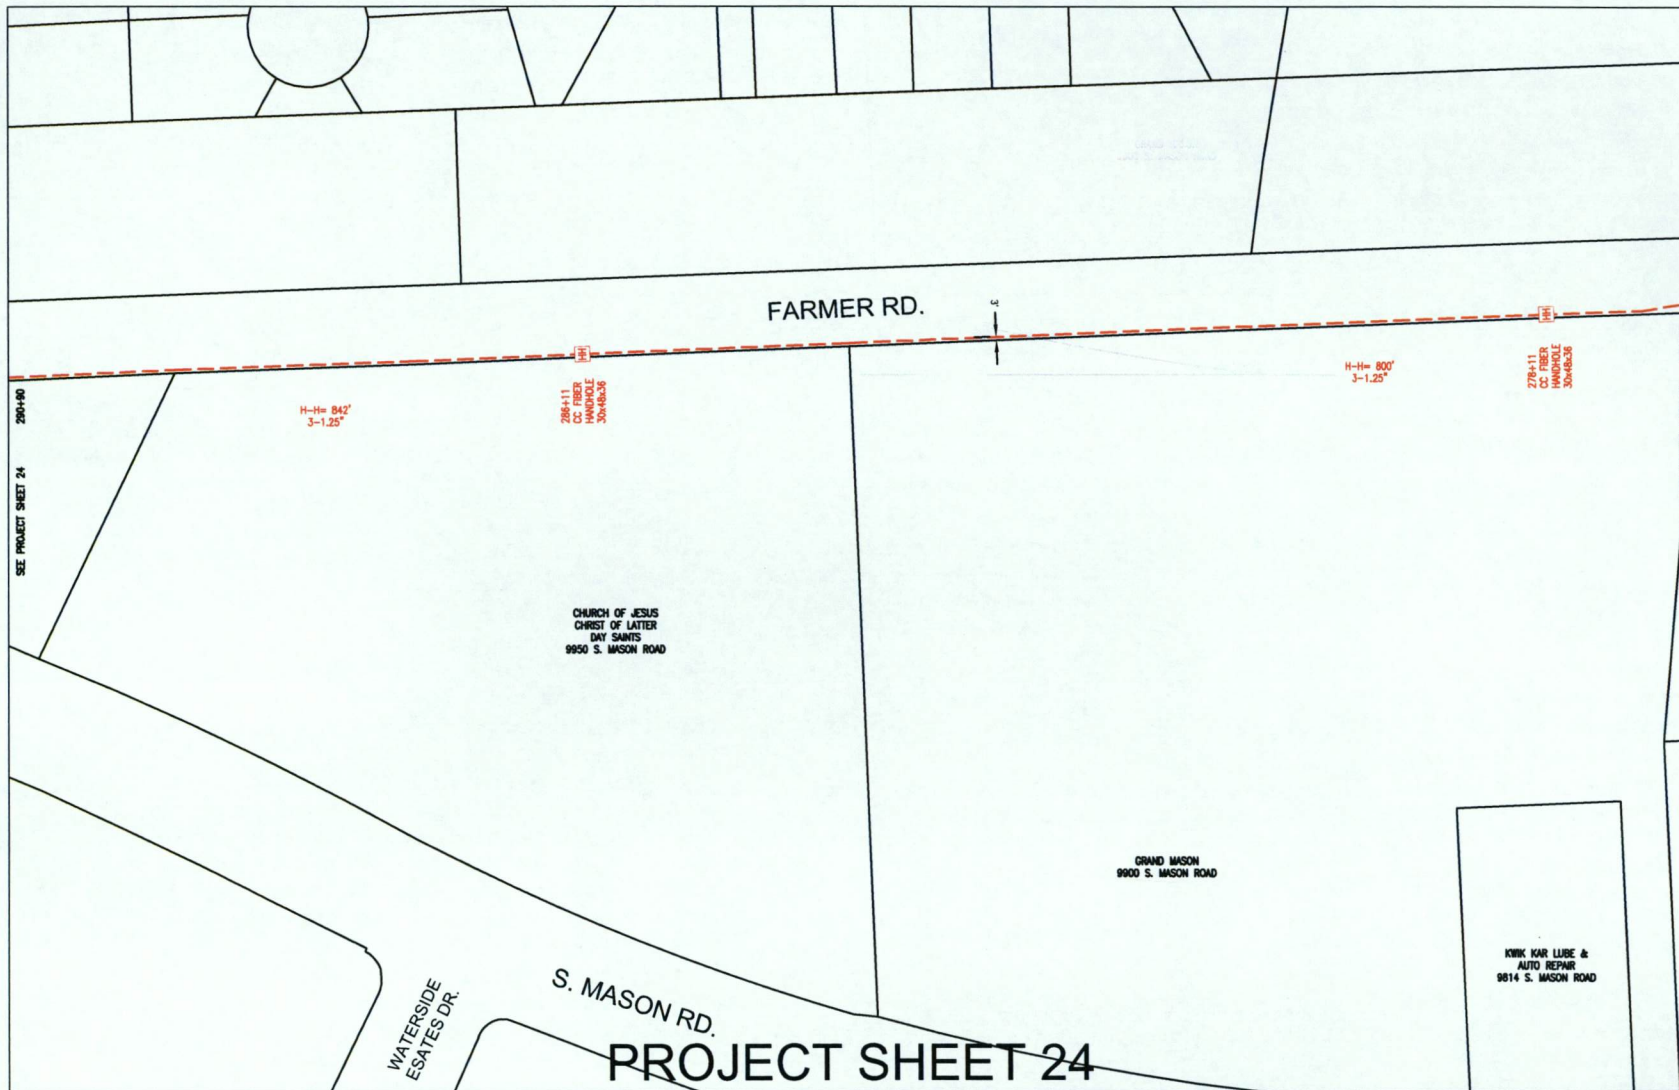 FARMER RD.
3'
H-H= 842'
3-1.25"
286+11
CC FIBER
HANDHOLE
30x48x36
HH
H-H= 800'
3-1.25"
278+11
CC FIBER
HANDHOLE
30x48x36
HH
SEE PROJECT SHEET 24 290+90
CHURCH OF JESUS
CHRIST OF LATTER
DAY SAINTS
9950 S. MASON ROAD
GRAND MASON
9900 S. MASON ROAD
KWIK KAR LUBE &
AUTO REPAIR
9814 S. MASON ROAD
WATERSIDE
ESATES DR.
S. MASON RD.
PROJECT SHEET 24